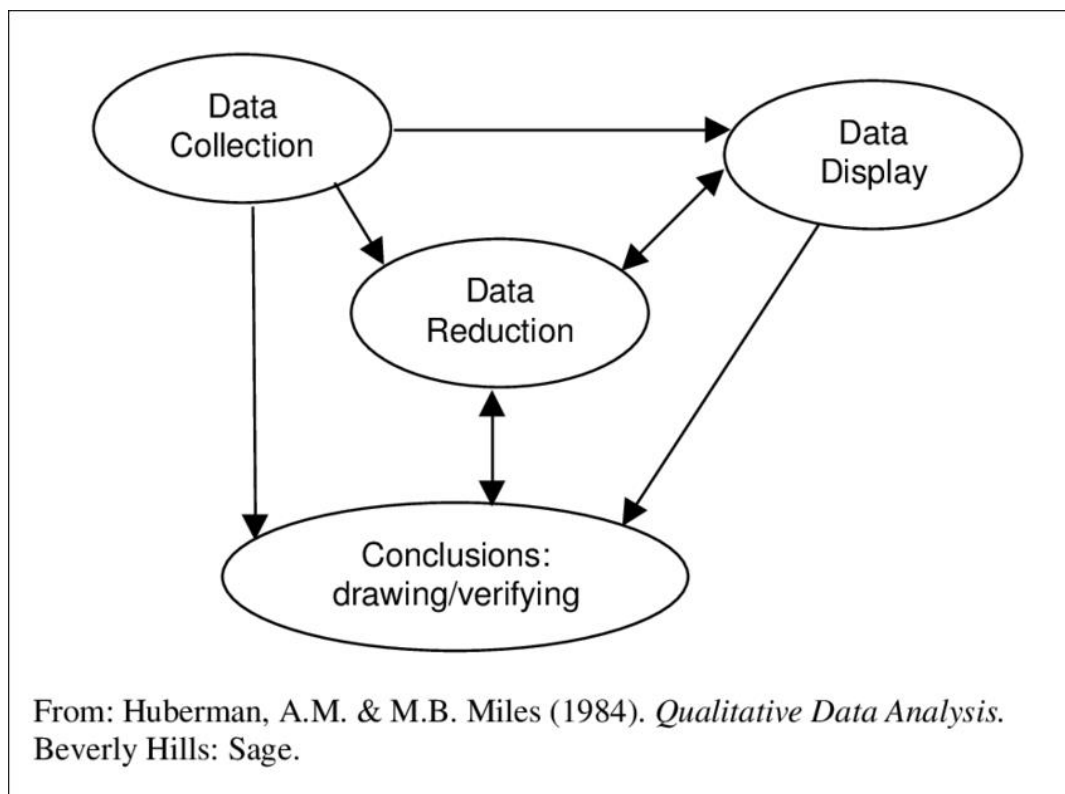 Data
Collection
Data
Display
Data
Reduction
Conclusions:
drawing/verifying
From: Huberman, A.M. & M.B. Miles (1984). Qualitative Data Analysis.
Beverly Hills: Sage.